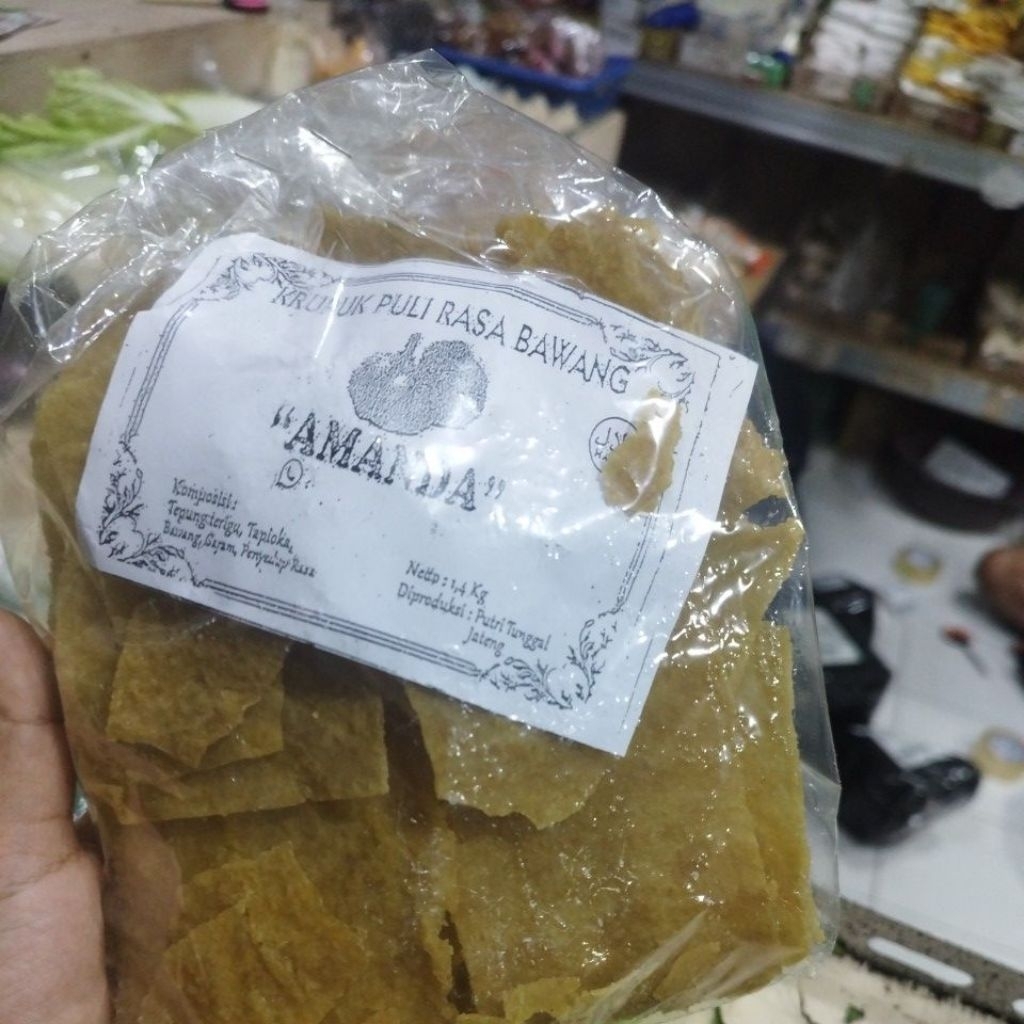 KRUPUK PULI RASA BAWANG
"AMANDA"
Komposisi :
Tepung terigu, Tapioka,
Bawang, Garam, Penyedap Rasa
Netto : 1,4 Kg
Diproduksi : Putri Tunggal
Jateng